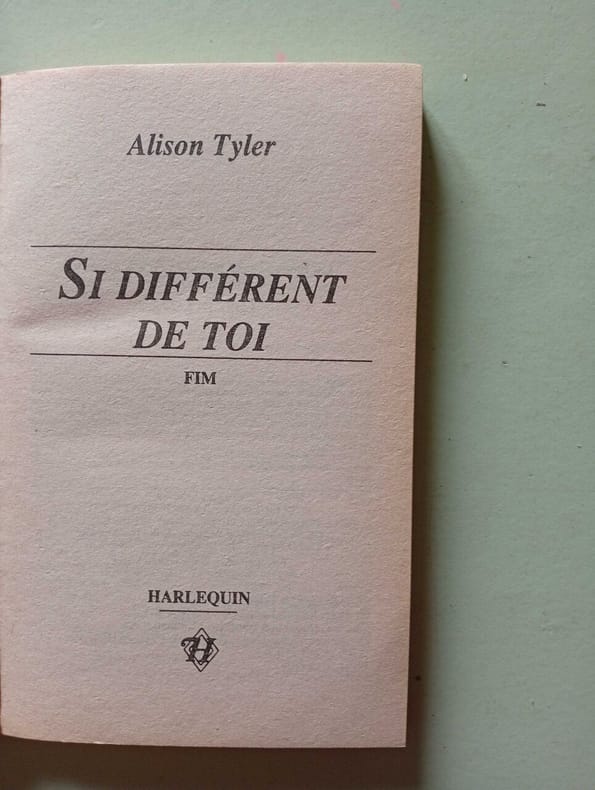 Alison Tyler
SI DIFFÉRENT
DE TOI
FIM
HARLEQUIN
H